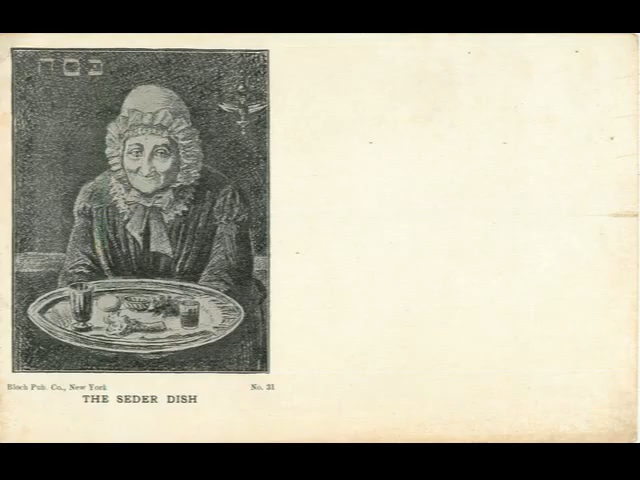 פסח
Bloch Pub. Co., New York No. 31
THE SEDER DISH